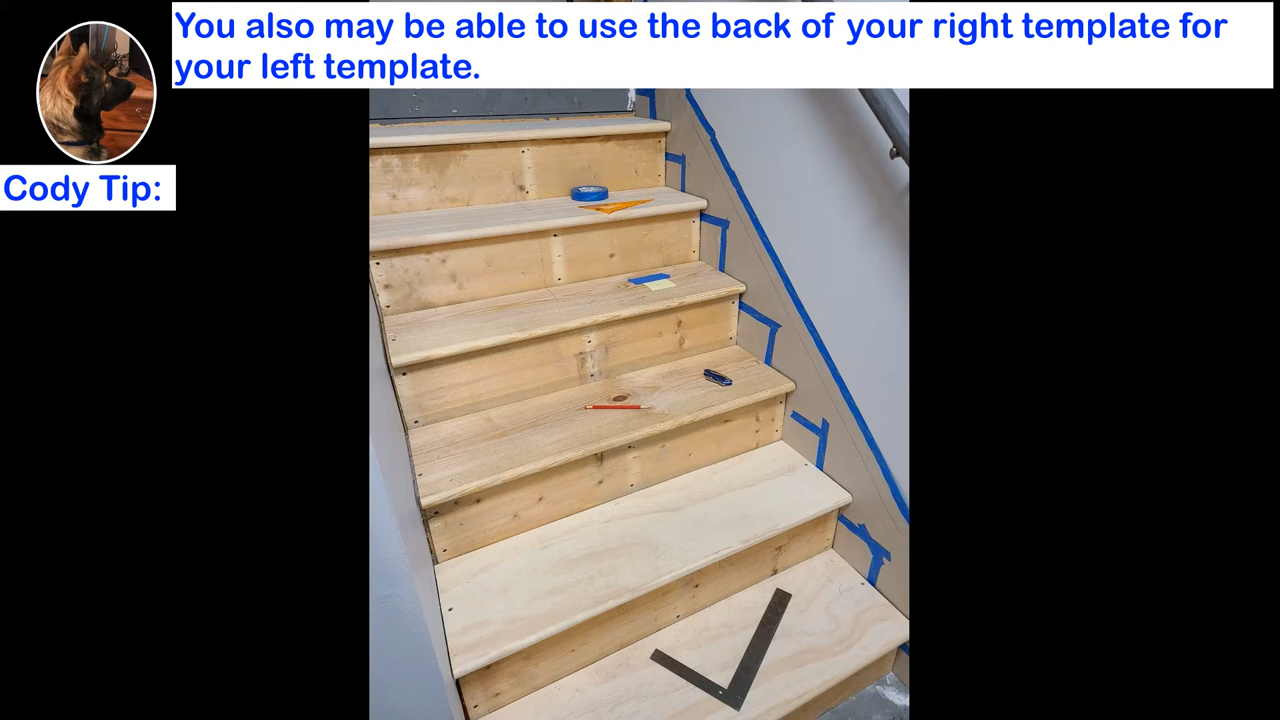 You also may be able to use the back of your right template for
your left template.
Cody Tip: